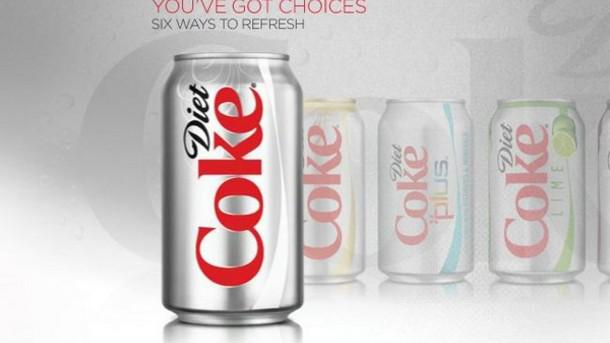 YOU'VE GOT CHOICES
SIX WAYS TO REFRESH
Diet
Coke
Coke
Diet
Coke
plus
Diet
Coke
LIME